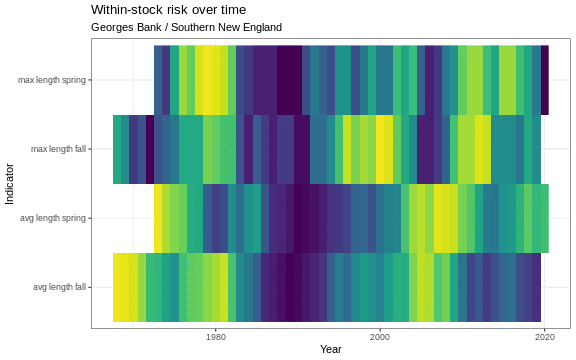 Within-stock risk over time
Georges Bank / Southern New England
Indicator
max length spring
max length fall
avg length spring
avg length fall
1980
2000
2020
Year